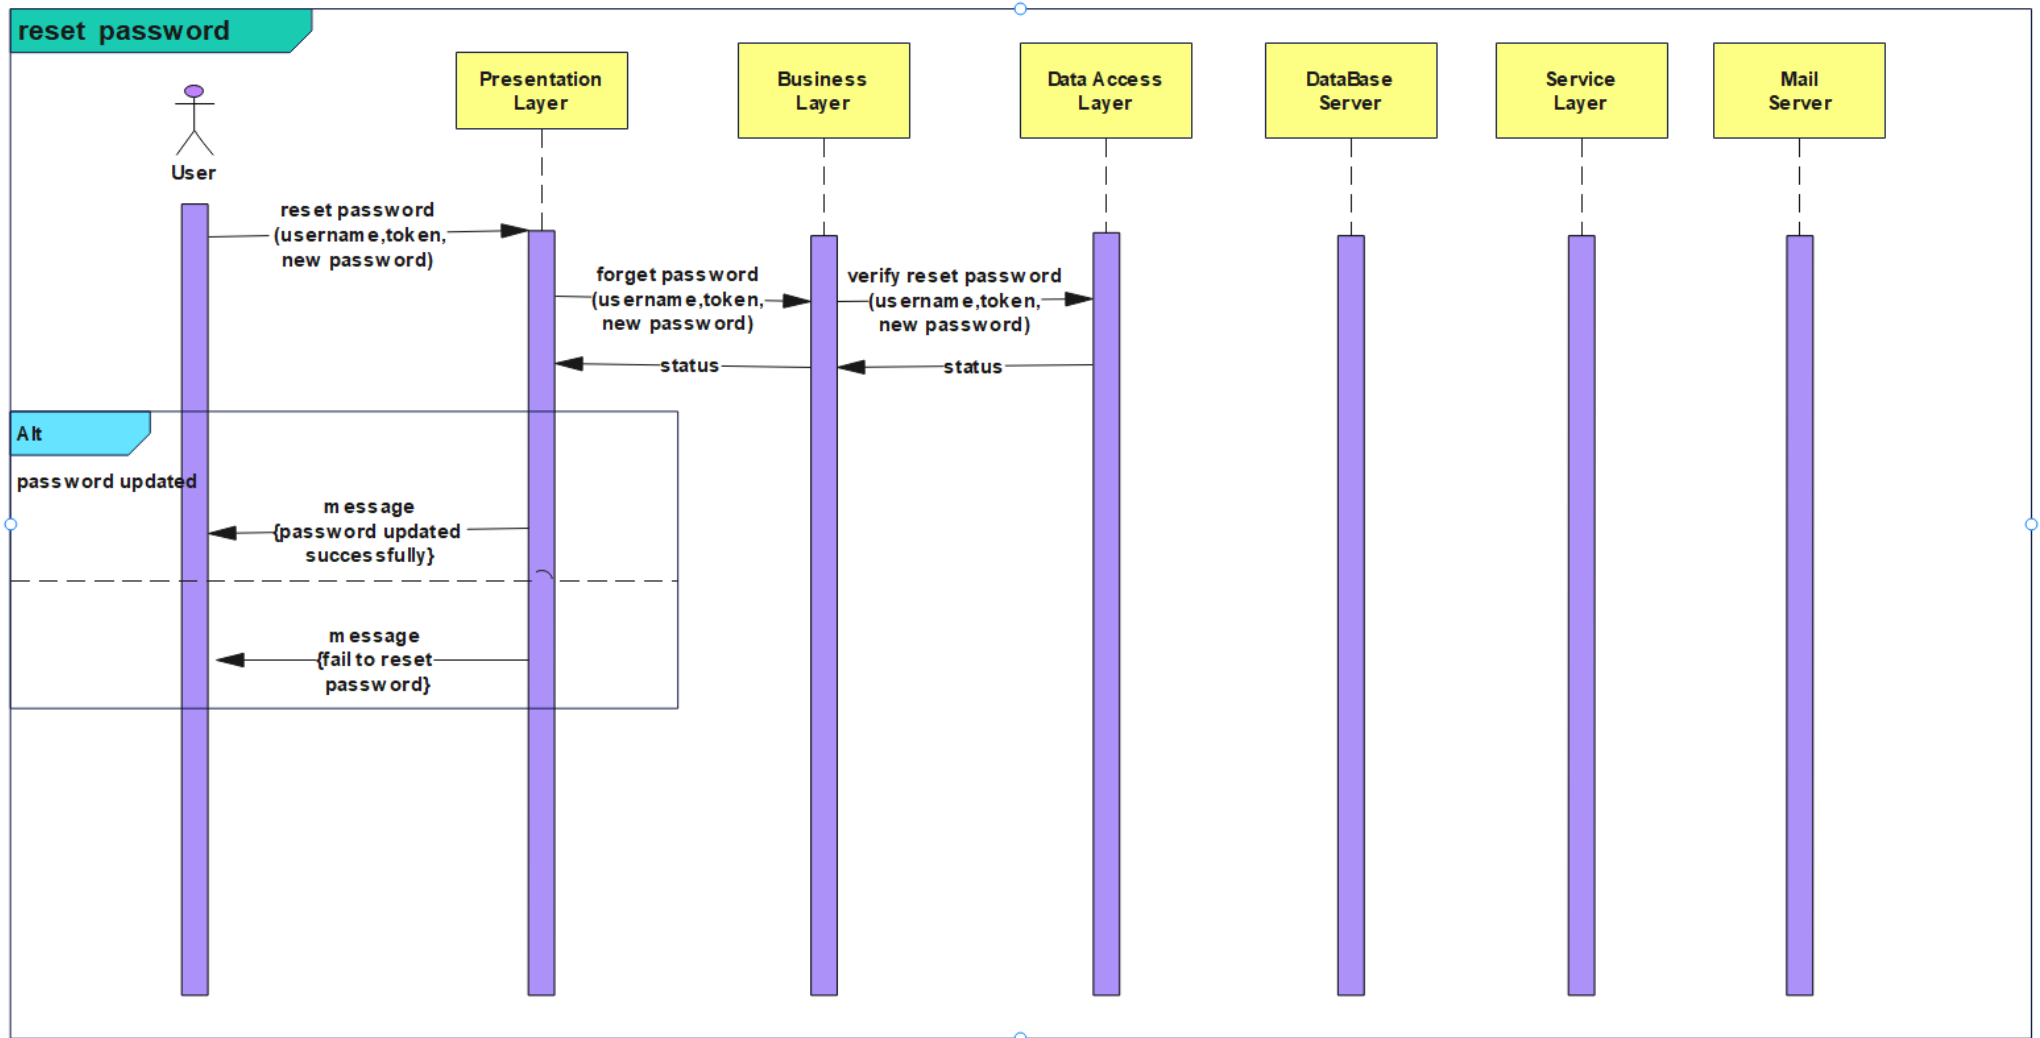 reset password
User
Presentation
Layer
Business
Layer
Data Access
Layer
DataBase
Server
Service
Layer
Mail
Server
reset password
(username,token,
new password)
forget password
(username,token,
new password)
verify reset password
(username,token,
new password)
status
status
Alt
password updated
message
{password updated
successfully}
message
{fail to reset
password}